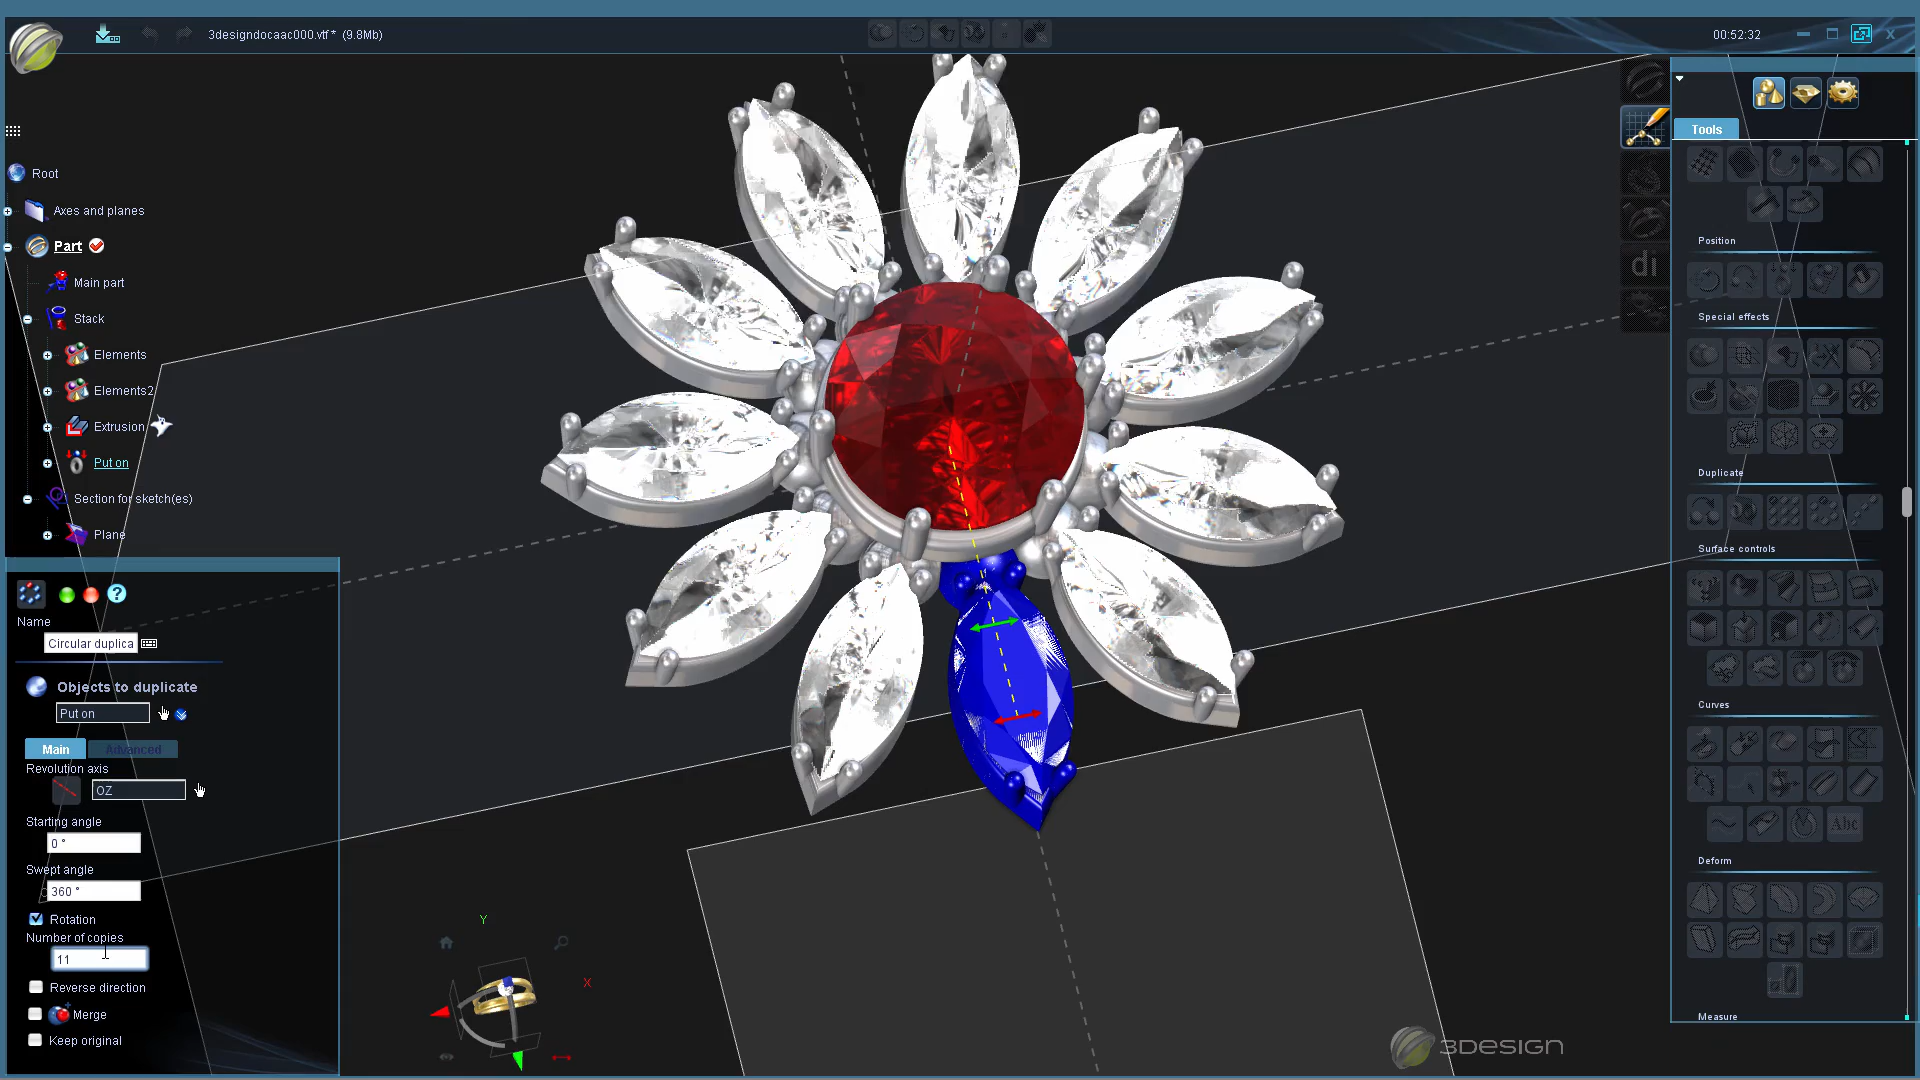 3designdocaac000.vtf* (9.8Mb)
00:52:32
Root
Axes and planes
Part
Main part
Stack
Elements
Elements2
Extrusion
Put on
Section for sketch(es)
Plane
Name
Circular duplica
Objects to duplicate
Put on
Main
Advanced
Revolution axis
OZ
Starting angle
0 °
Swept angle
360 °
Rotation
Number of copies
11
Reverse direction
Merge
Keep original
Y
X
3DESIGN
di
Tools
Position
Special effects
Duplicate
Surface controls
Curves
Abc
Deform
Measure